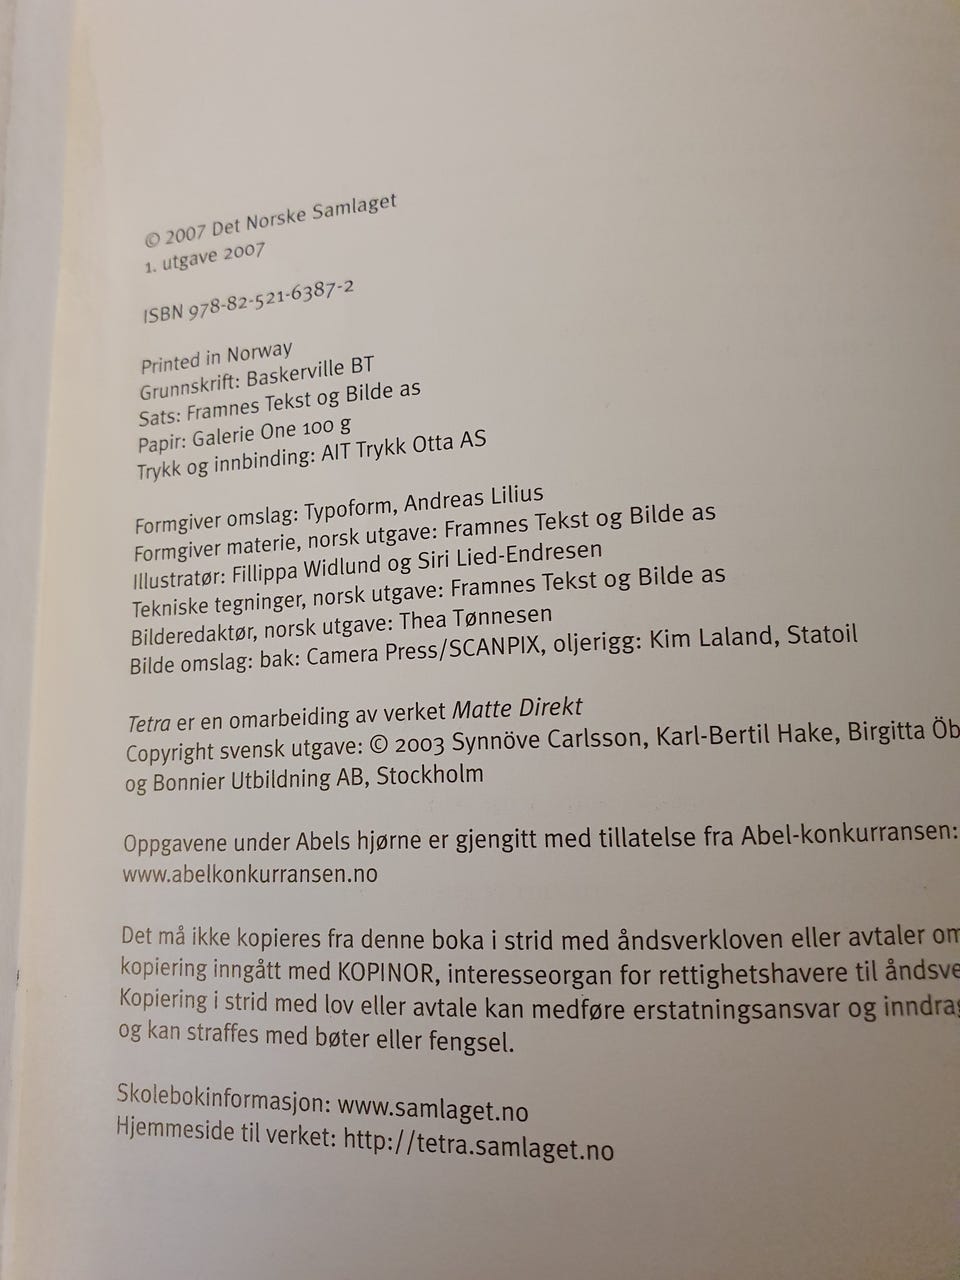 © 2007 Det Norske Samlaget
1. utgave 2007
ISBN 978-82-521-6387-2
Printed in Norway
Grunnskrift: Baskerville BT
Sats: Framnes Tekst og Bilde as
Papir: Galerie One 100 g
Trykk og innbinding: AIT Trykk Otta AS
Formgiver omslag: Typoform, Andreas Lilius
Formgiver materie, norsk utgave: Framnes Tekst og Bilde as
Illustratør: Fillippa Widlund og Siri Lied-Endresen
Tekniske tegninger, norsk utgave: Framnes Tekst og Bilde as
Bilderedaktør, norsk utgave: Thea Tønnesen
Bilde omslag: bak: Camera Press/SCANPIX, oljerigg: Kim Laland, Statoil
Tetra er en omarbeiding av verket Matte Direkt
Copyright svensk utgave: © 2003 Synnöve Carlsson, Karl-Bertil Hake, Birgitta
og Bonnier Utbildning AB, Stockholm
Oppgavene under Abels hjørne er gjengitt med tillatelse fra Abel-konkurransen:
www.abelkonkurransen.no
Det må ikke kopieres fra denne boka i strid med åndsverkloven eller avtaler om
kopiering inngått med KOPINOR, interesseorgan for rettighetshavere til
Kopiering i strid med lov eller avtale kan medføre erstatningsansvar og
og kan straffes med bøter eller fengsel.
Skolebokinformasjon: www.samlaget.no
Hjemmeside til verket: http://tetra.samlaget.no